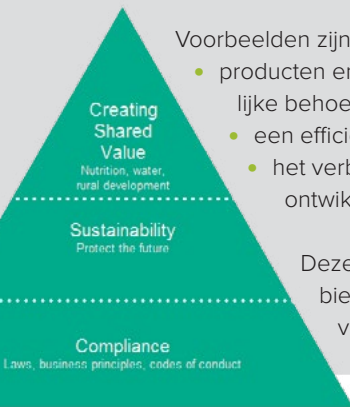 Creating
Shared
Value
Nutrition, water,
rural development
Sustainability
Protect the future
Compliance
Laws, business principles, codes of conduct
Voorbeelden zijn
• producten en
lijke behoe
• een effici
• het verb
ontwik
Deze
bie
v